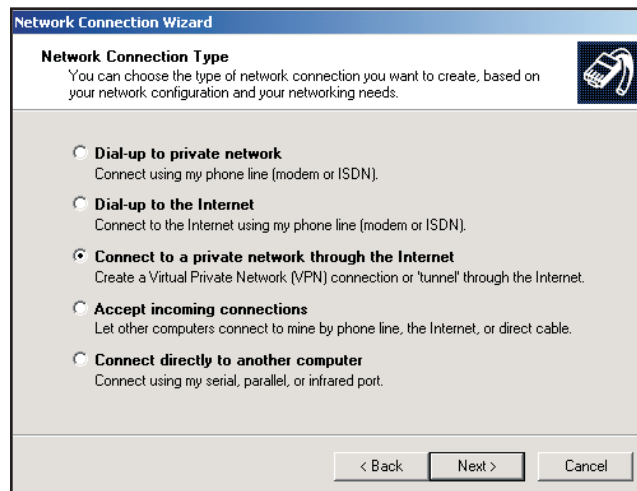 Network Connection Wizard
Network Connection Type
You can choose the type of network connection you want to create, based on
your network configuration and your networking needs.
Dial-up to private network
Connect using my phone line (modem or ISDN).
Dial-up to the Internet
Connect to the Internet using my phone line (modem or ISDN).
Connect to a private network through the Internet
Create a Virtual Private Network (VPN) connection or 'tunnel' through the Internet.
Accept incoming connections
Let other computers connect to mine by phone line, the Internet, or direct cable.
Connect directly to another computer
Connect using my serial, parallel, or infrared port.
< Back Next > Cancel